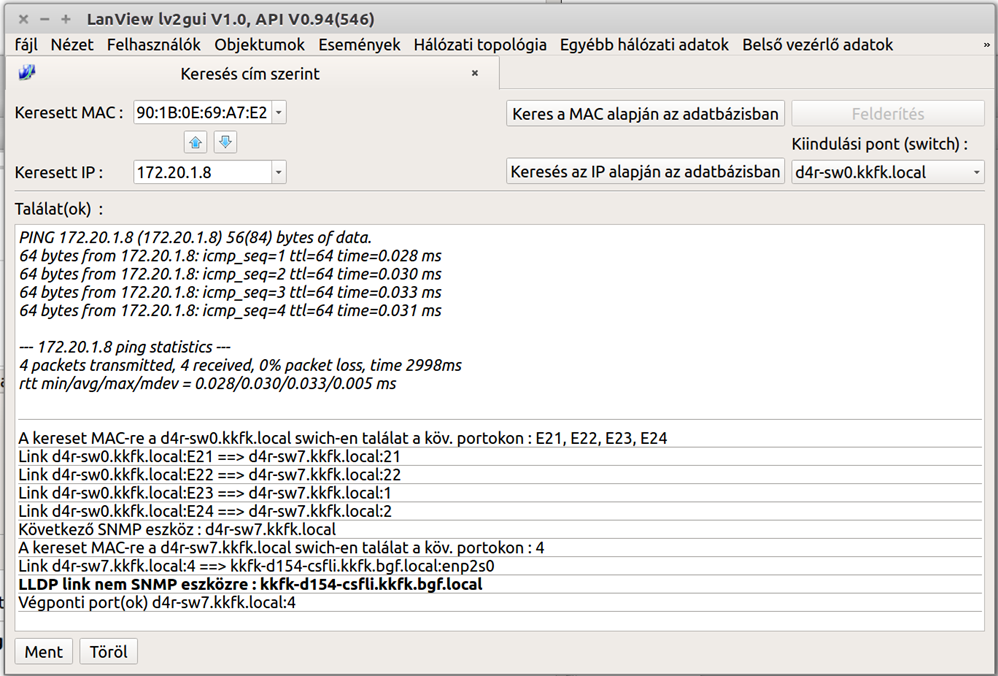 LanView lv2gui V1.0, API V0.94(546)
fájl Nézet Felhasználók Objektumok Események Hálózati topológia Egyébb hálózati adatok Belső vezérlő adatok »
Keresés cím szerint
Keresett MAC : 90:1B:0E:69:A7:E2 Keres a MAC alapján az adatbázisban Felderítés
Kiindulási pont (switch) :
Keresett IP : 172.20.1.8 Keresés az IP alapján az adatbázisban d4r-sw0.kkfk.local
Találat(ok) :
PING 172.20.1.8 (172.20.1.8) 56(84) bytes of data.
64 bytes from 172.20.1.8: icmp_seq=1 ttl=64 time=0.028 ms
64 bytes from 172.20.1.8: icmp_seq=2 ttl=64 time=0.030 ms
64 bytes from 172.20.1.8: icmp_seq=3 ttl=64 time=0.033 ms
64 bytes from 172.20.1.8: icmp_seq=4 ttl=64 time=0.031 ms
--- 172.20.1.8 ping statistics ---
4 packets transmitted, 4 received, 0% packet loss, time 2998ms
rtt min/avg/max/mdev = 0.028/0.030/0.033/0.005 ms
A kereset MAC-re a d4r-sw0.kkfk.local swich-en találat a köv. portokon : E21, E22, E23, E24
Link d4r-sw0.kkfk.local:E21 ==> d4r-sw7.kkfk.local:21
Link d4r-sw0.kkfk.local:E22 ==> d4r-sw7.kkfk.local:22
Link d4r-sw0.kkfk.local:E23 ==> d4r-sw7.kkfk.local:1
Link d4r-sw0.kkfk.local:E24 ==> d4r-sw7.kkfk.local:2
Következő SNMP eszköz : d4r-sw7.kkfk.local
A kereset MAC-re a d4r-sw7.kkfk.local swich-en találat a köv. portokon : 4
Link d4r-sw7.kkfk.local:4 ==> kkfk-d154-csfli.kkfk.bgf.local:enp2s0
LLDP link nem SNMP eszközre : kkfk-d154-csfli.kkfk.bgf.local
Végponti port(ok) d4r-sw7.kkfk.local:4
Ment Töröl